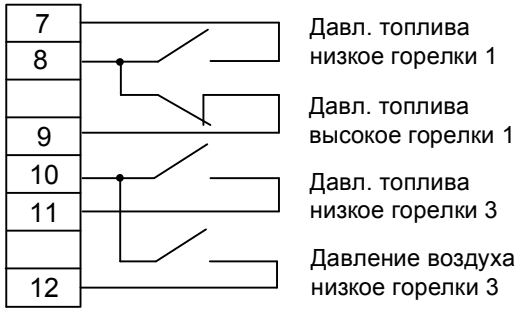 7
8
9
10
11
12
Давл. топлива
низкое горелки 1
Давл. топлива
высокое горелки 1
Давл. топлива
низкое горелки 3
Давление воздуха
низкое горелки 3